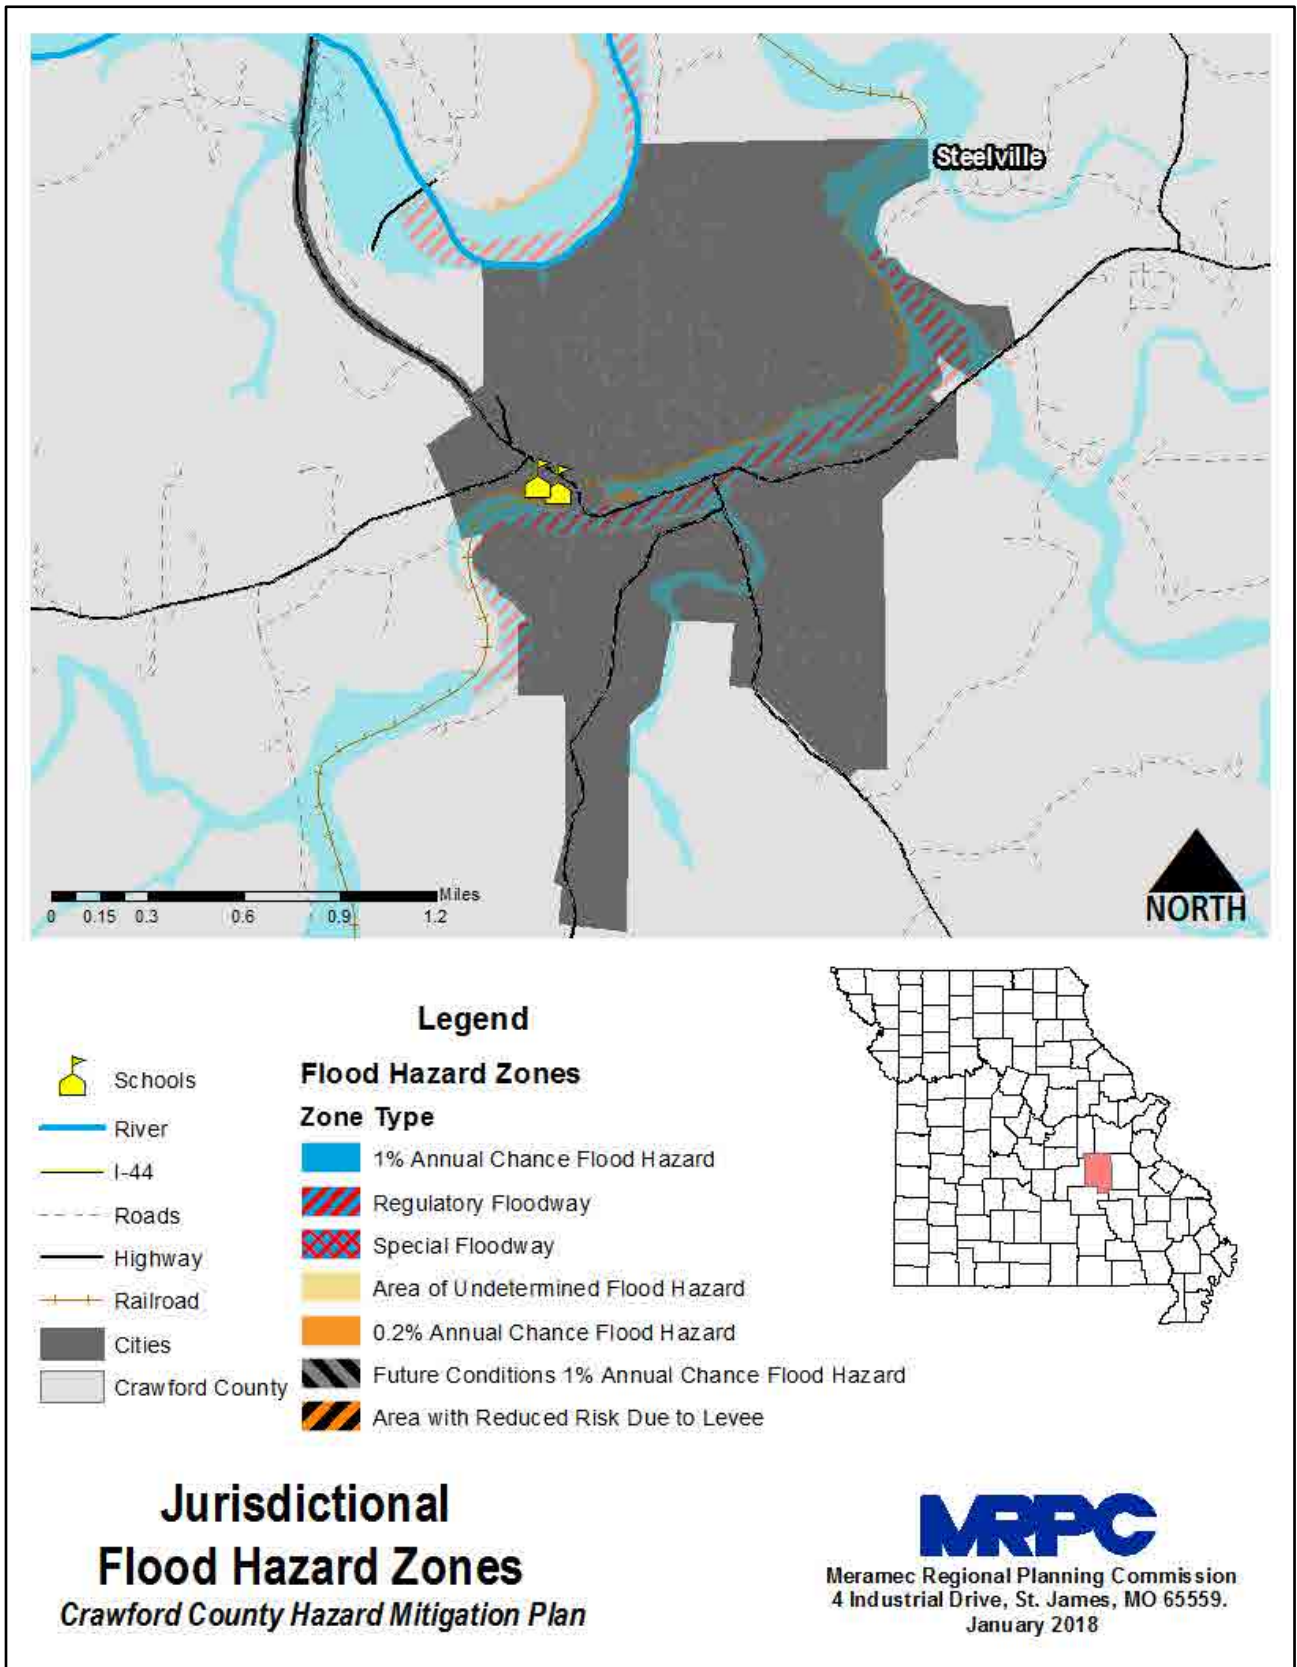 Steelville
Miles
0 0.15 0.3 0.6 0.9 1.2
NORTH
Legend
Schools
River
I-44
Roads
Highway
Railroad
Cities
Crawford County
Flood Hazard Zones
Zone Type
1% Annual Chance Flood Hazard
Regulatory Floodway
Special Floodway
Area of Undetermined Flood Hazard
0.2% Annual Chance Flood Hazard
Future Conditions 1% Annual Chance Flood Hazard
Area with Reduced Risk Due to Levee
Jurisdictional
Flood Hazard Zones
Crawford County Hazard Mitigation Plan
MRPC
Meramec Regional Planning Commission
4 Industrial Drive, St. James, MO 65559.
January 2018